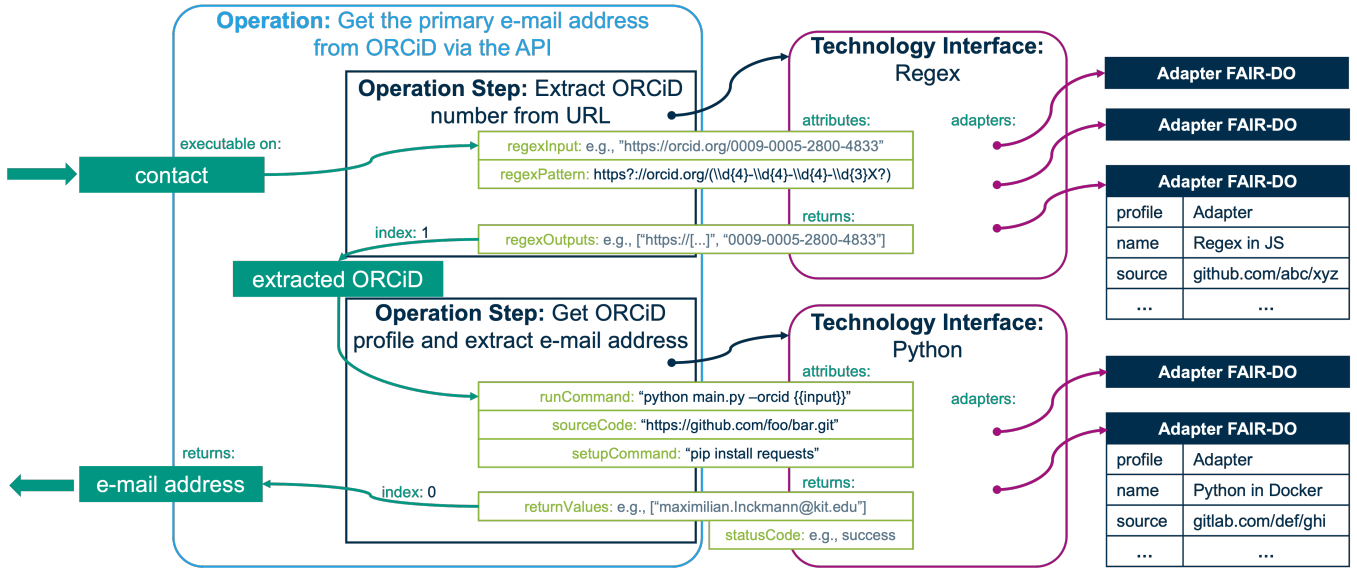 Operation: Get the primary e-mail address
from ORCiD via the API
executable on:
contact
Operation Step: Extract ORCiD
number from URL
regexInput: e.g., "https://orcid.org/0009-0005-2800-4833"
regexPattern: https?://orcid.org/(\\d{4}-\\d{4}-\\d{4}-\\d{3}X?)
index: 1
regexOutputs: e.g., ["https://[...]", "0009-0005-2800-4833"]
extracted ORCiD
Technology Interface:
Regex
attributes:
adapters:
returns:
Adapter FAIR-DO
Adapter FAIR-DO
Adapter FAIR-DO
profile Adapter
name Regex in JS
source github.com/abc/xyz
... ...
Operation Step: Get ORCiD
profile and extract e-mail address
runCommand: "python main.py –orcid {{input}}"
sourceCode: "https://github.com/foo/bar.git"
setupCommand: "pip install requests"
returns:
e-mail address
index: 0
returnValues: e.g., ["maximilian.Inckmann@kit.edu"]
statusCode: e.g., success
Technology Interface:
Python
attributes:
adapters:
returns:
Adapter FAIR-DO
Adapter FAIR-DO
profile Adapter
name Python in Docker
source gitlab.com/def/ghi
... ...